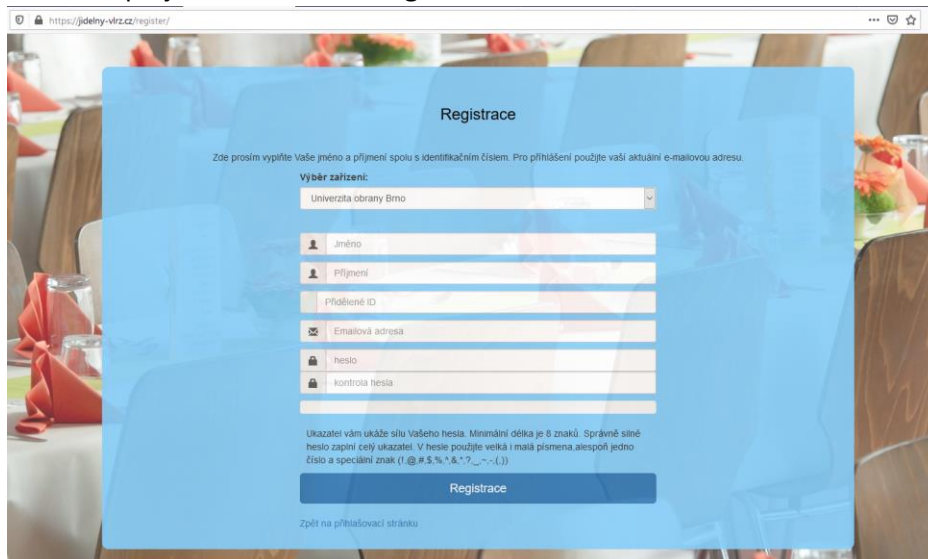 https://jidelny-vlrz.cz/register/
Registrace
Zde prosím vyplňte Vaše jméno a příjmení spolu s identifikačním číslem. Pro přihlášení použijte vaší aktuální e-mailovou adresu.
Výběr zařízení:
Univerzita obrany Brno
Jméno
Příjmení
Přidělené ID
Emailová adresa
heslo
kontrola hesla
Ukazatel vám ukáže sílu Vašeho hesla. Minimální délka je 8 znaků. Správně silné
heslo zaplní celý ukazatel. V hesle použijte velká i malá písmena,alespoň jedno
číslo a speciální znak (!,@,#,$,%,^,&,*,?,_,~,-,(,))
Registrace
Zpět na přihlašovací stránku